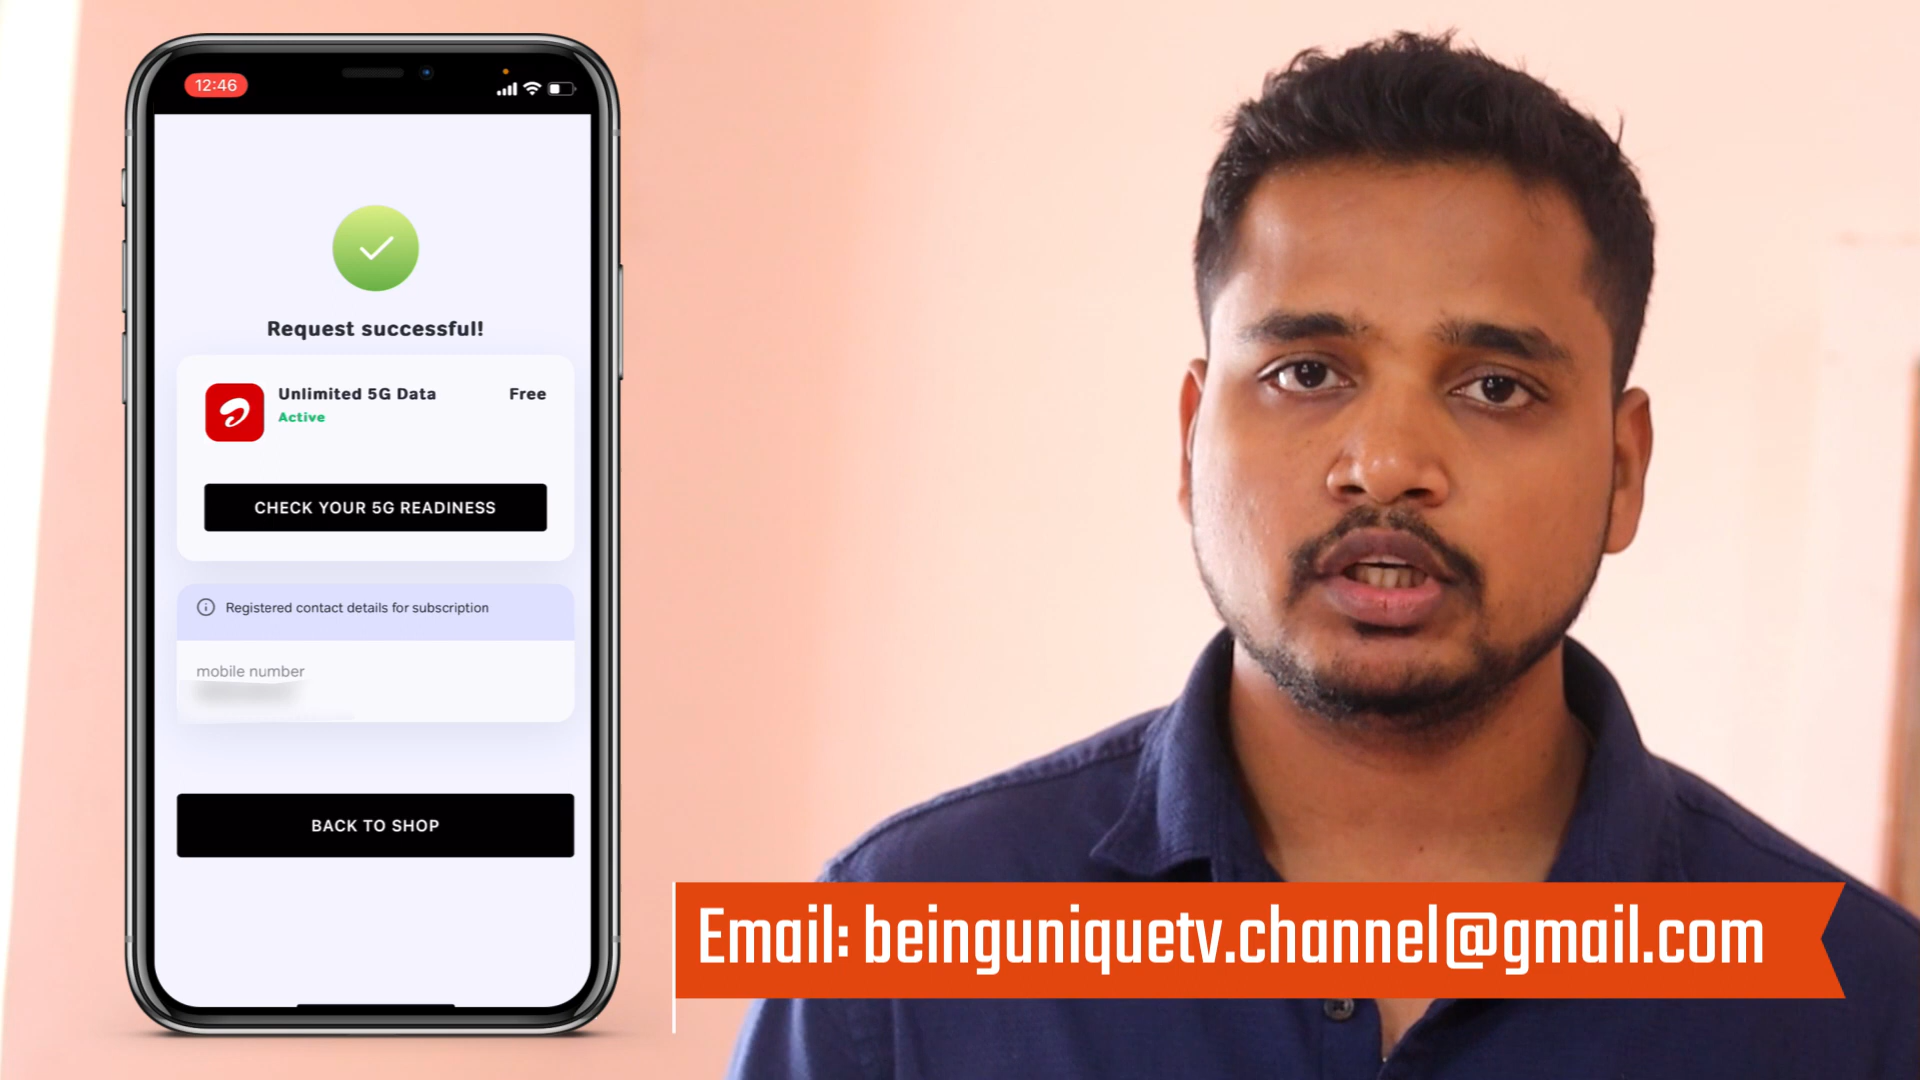 12:46
Request successful!
Unlimited 5G Data Free
Active
CHECK YOUR 5G READINESS
Registered contact details for subscription
mobile number
BACK TO SHOP
Email: beinguniquetv.channel@gmail.com